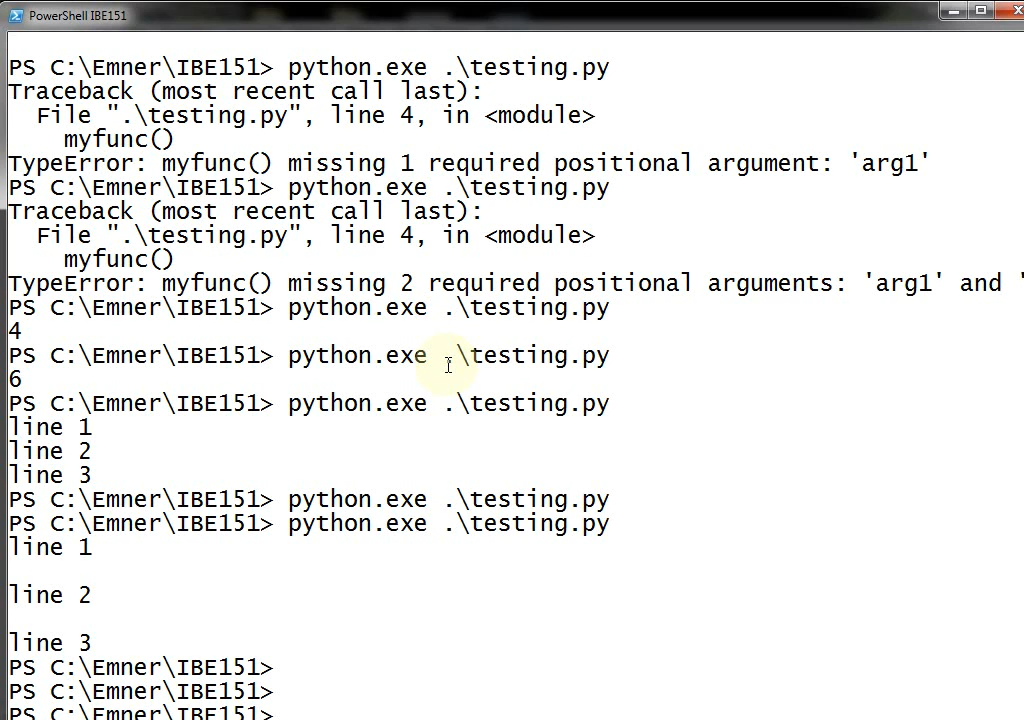 PowerShell IBE151
PS C:\Emner\IBE151> python.exe .\testing.py
Traceback (most recent call last):
  File ".\testing.py", line 4, in <module>
    myfunc()
TypeError: myfunc() missing 1 required positional argument: 'arg1'
PS C:\Emner\IBE151> python.exe .\testing.py
Traceback (most recent call last):
  File ".\testing.py", line 4, in <module>
    myfunc()
TypeError: myfunc() missing 2 required positional arguments: 'arg1' and '
PS C:\Emner\IBE151> python.exe .\testing.py
4
PS C:\Emner\IBE151> python.exe .\testing.py
6
PS C:\Emner\IBE151> python.exe .\testing.py
line 1
line 2
line 3
PS C:\Emner\IBE151> python.exe .\testing.py
PS C:\Emner\IBE151> python.exe .\testing.py
line 1
line 2
line 3
PS C:\Emner\IBE151>
PS C:\Emner\IBE151>
PS C:\Emner\IBE151>